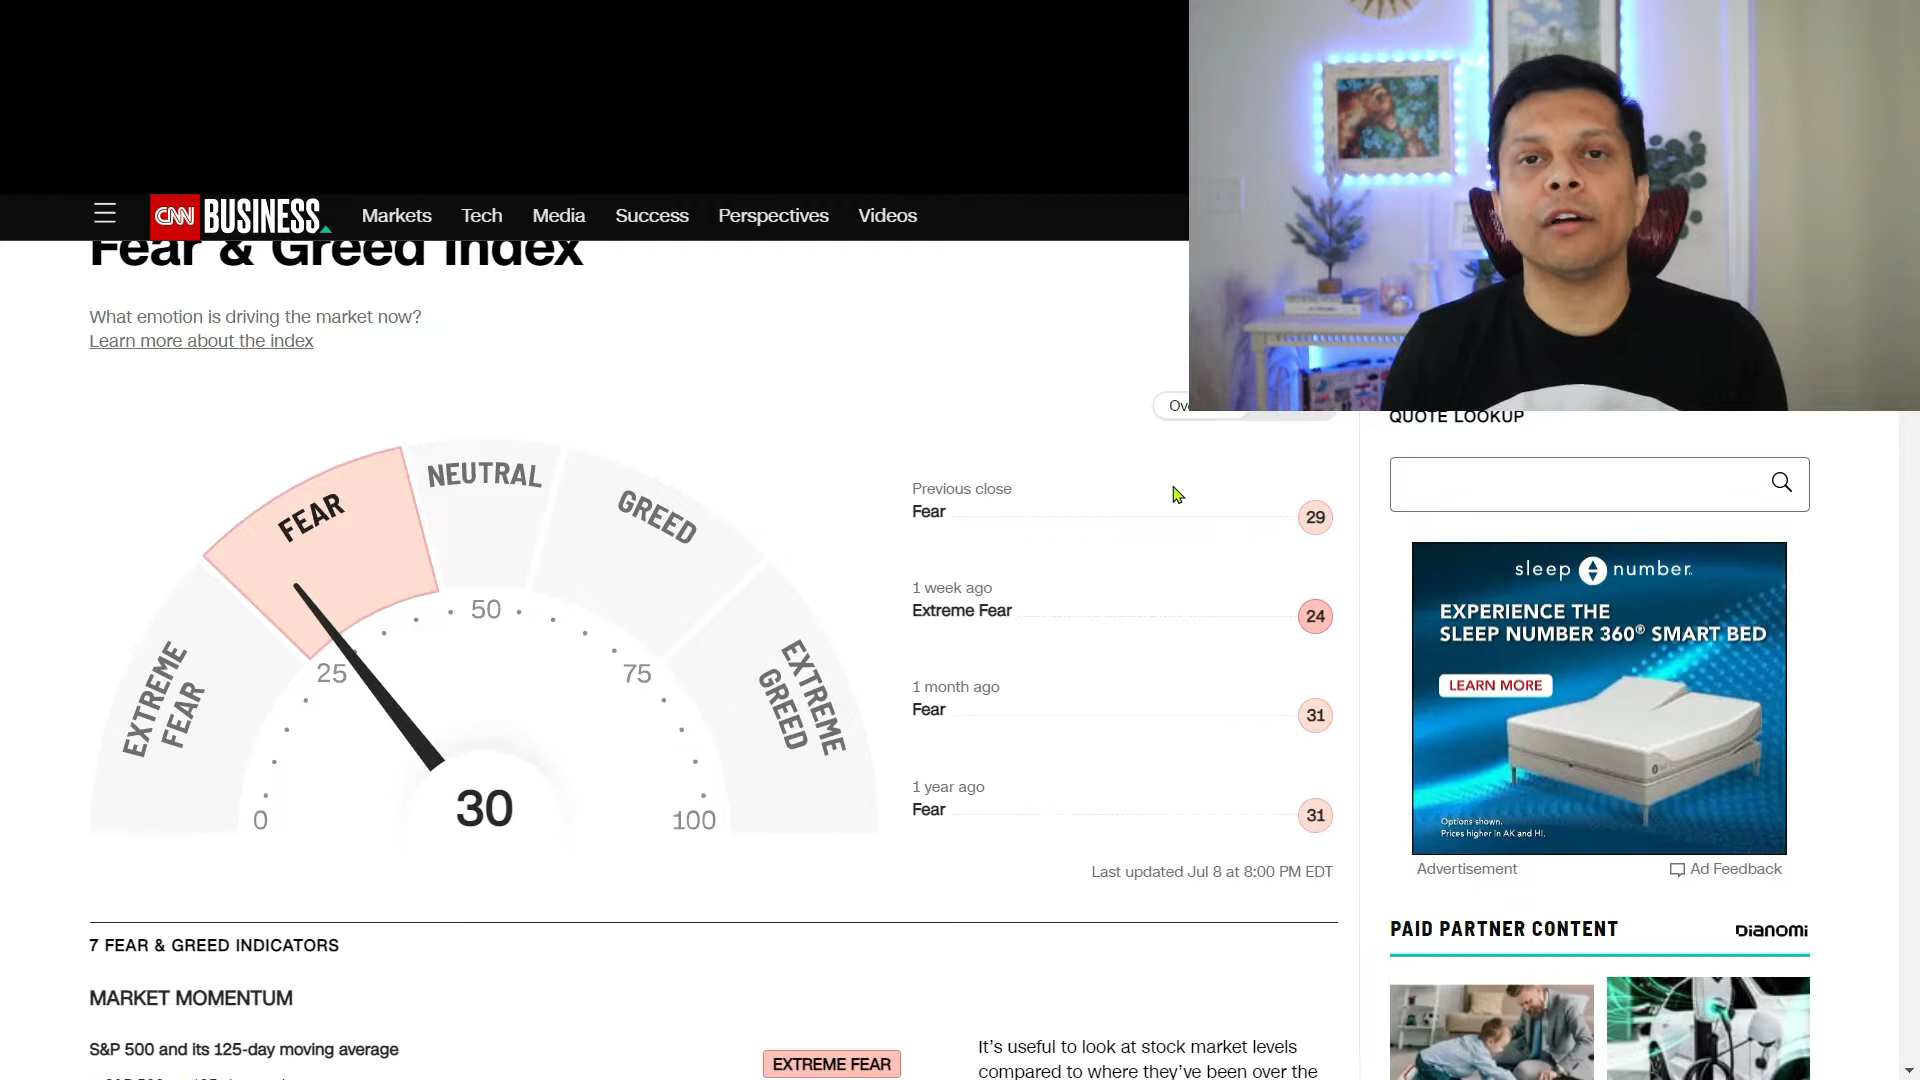 CNN BUSINESS
Markets
Tech
Media
Success
Perspectives
Videos
Fear & Greed Index
What emotion is driving the market now?
Learn more about the index
EXTREME FEAR
FEAR
NEUTRAL
GREED
EXTREME GREED
0
25
50
75
100
30
Previous close
Fear
29
1 week ago
Extreme Fear
24
1 month ago
Fear
31
1 year ago
Fear
31
Last updated Jul 8 at 8:00 PM EDT
7 FEAR & GREED INDICATORS
MARKET MOMENTUM
S&P 500 and its 125-day moving average
EXTREME FEAR
It's useful to look at stock market levels
compared to where they've been over the
QUOTE LOOKUP
sleep number
EXPERIENCE THE
SLEEP NUMBER 360® SMART BED
LEARN MORE
Options shown.
Prices higher in AK and HI.
Advertisement
Ad Feedback
PAID PARTNER CONTENT
DIANOMI